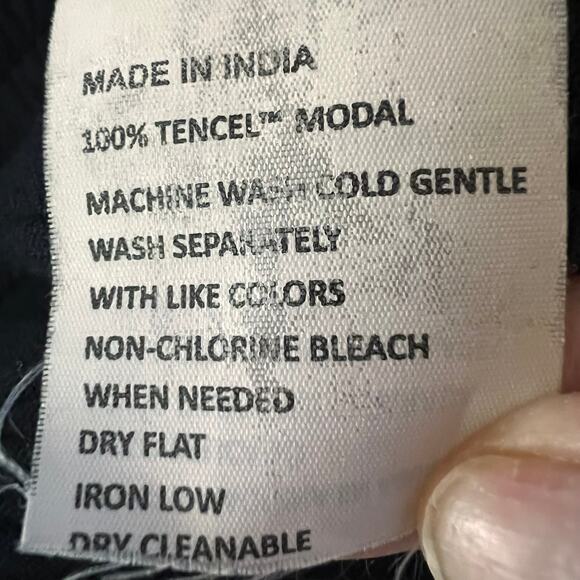 MADE IN INDIA
100% TENCEL™ MODAL
MACHINE WASH COLD GENTLE
WASH SEPARATELY
WITH LIKE COLORS
NON-CHLORINE BLEACH
WHEN NEEDED
DRY FLAT
IRON LOW
DRY CLEANABLE